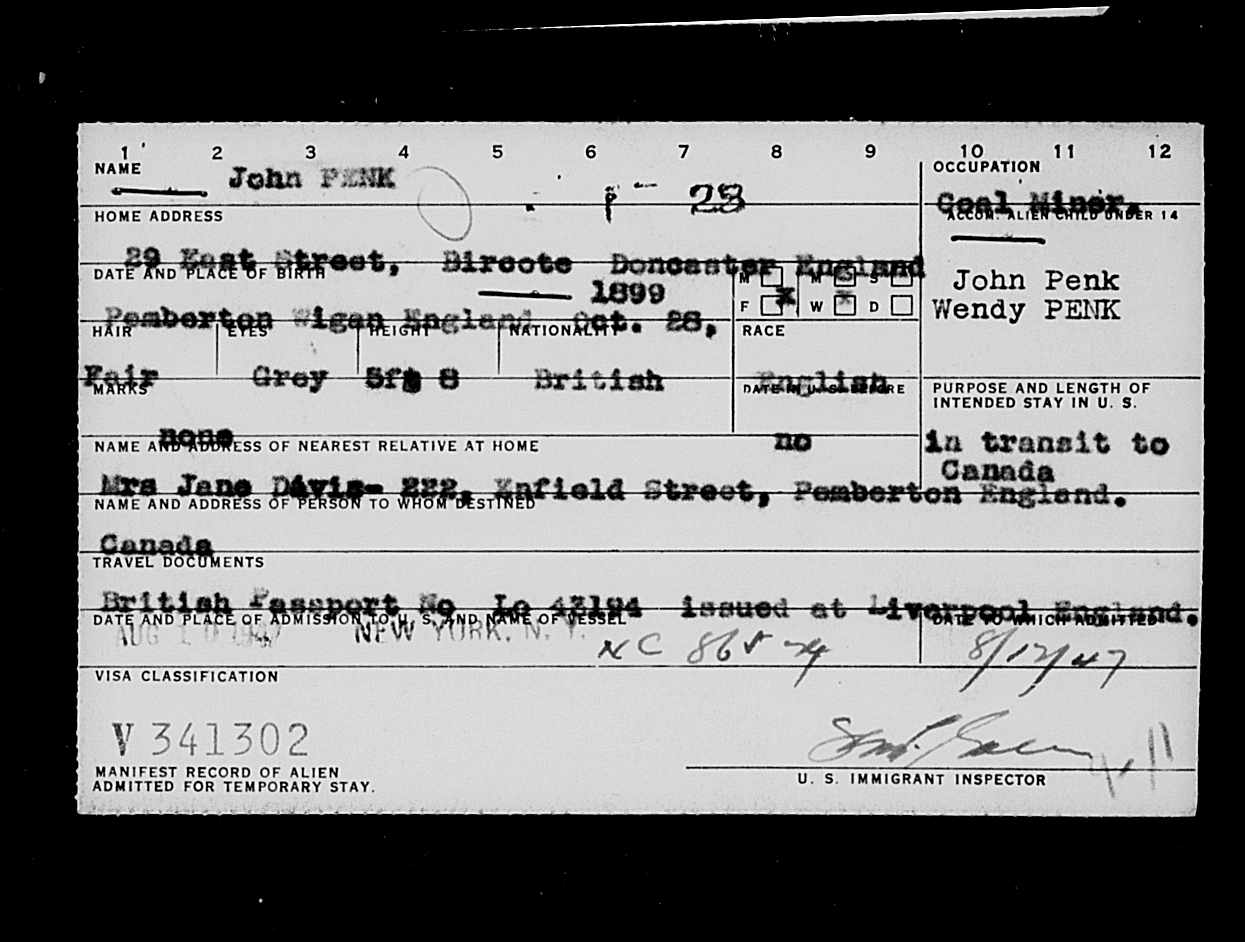 1 2 3 4 5 6 7 8 9 10 11 12
NAME
John PENK
23
OCCUPATION
Coal Miner.
HOME ADDRESS
ACCOM. ALIEN CHILD UNDER 14
29 East Street, Bircote Doncaster England
DATE AND PLACE OF BIRTH
1899
M M S
John Penk
F x W x D
Wendy PENK
Pemberton Wigan England Oct. 28,
HAIR EYES HEIGHT NATIONALITY RACE
Fair Grey 5ft 8 British English
MARKS
DATE IN U. S. BEFORE
PURPOSE AND LENGTH OF
INTENDED STAY IN U. S.
none
no
in transit to
Canada
NAME AND ADDRESS OF NEAREST RELATIVE AT HOME
Mrs Jane Davis- 222, Enfield Street, Pemberton England.
NAME AND ADDRESS OF PERSON TO WHOM DESTINED
Canada
TRAVEL DOCUMENTS
British Passport No Lo 43194 issued at Liverpool England.
DATE AND PLACE OF ADMISSION TO U. S. AND NAME OF VESSEL
DATE TO WHICH ADMITTED
AUG 10 1947 NEW YORK, N. Y.
NC 865
8/12/47
VISA CLASSIFICATION
V 341302
MANIFEST RECORD OF ALIEN
ADMITTED FOR TEMPORARY STAY.
U. S. IMMIGRANT INSPECTOR